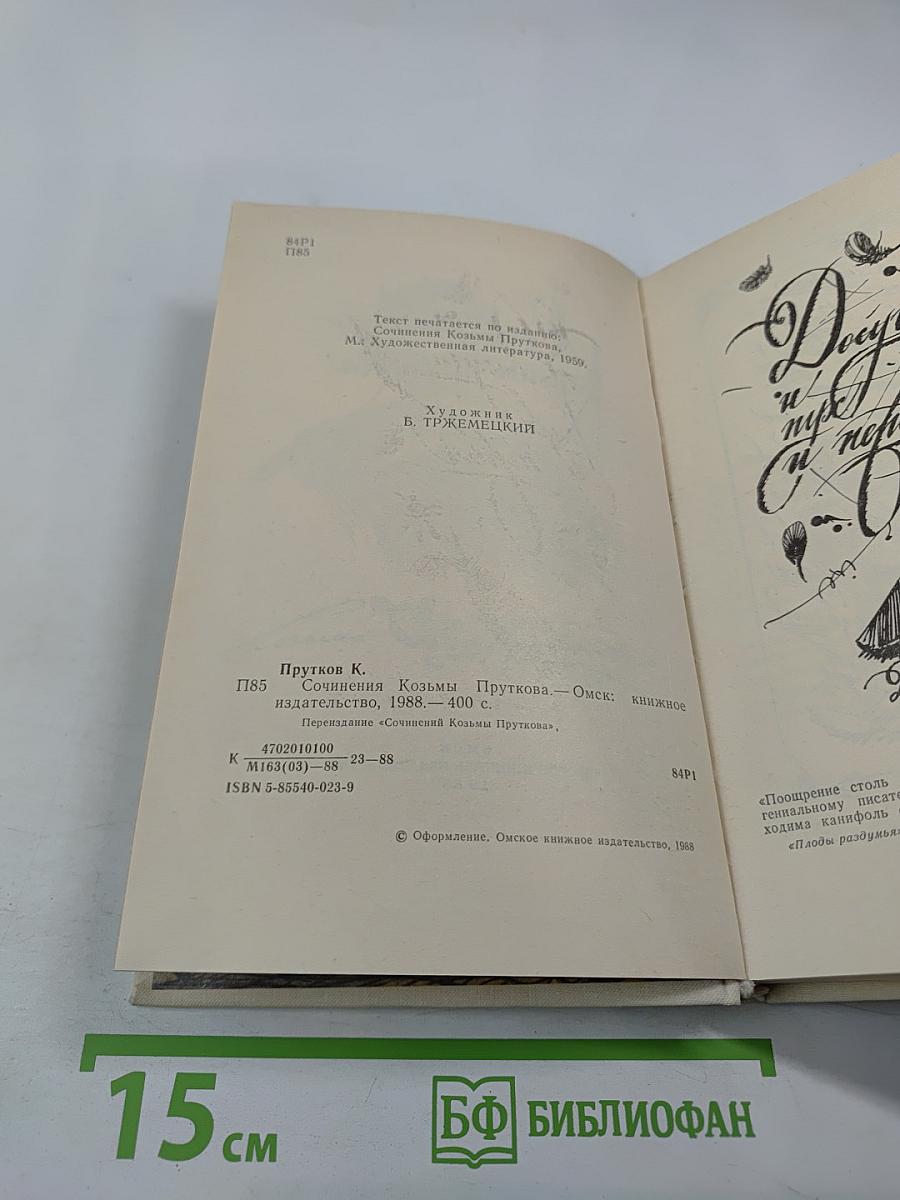 84Р1
П85
Текст печатается по изданию:
Сочинения Козьмы Пруткова,
М.: Художественная литература, 1959.
Художник
Б. ТРЖЕМЕЦКИЙ
Прутков К.
П85 Сочинения Козьмы Пруткова.— Омск: книжное
издательство, 1988.— 400 с.
Переиздание «Сочинений Козьмы Пруткова».
К 4702010100 23—88
М163(03)—88
84Р1
ISBN 5-85540-023-9
© Оформление. Омское книжное издательство, 1988
и
пух
и
«Поощрение столь
гениальному
ходима канифоль
«Плоды раздумья»
15 см
БФ БИБЛИОФАН